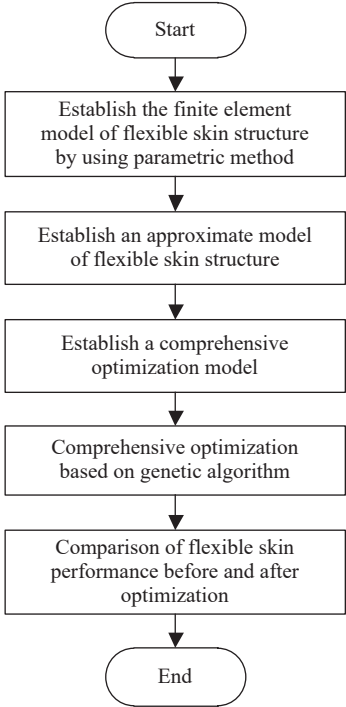 Start
Establish the finite element
model of flexible skin structure
by using parametric method
Establish an approximate model
of flexible skin structure
Establish a comprehensive
optimization model
Comprehensive optimization
based on genetic algorithm
Comparison of flexible skin
performance before and after
optimization
End